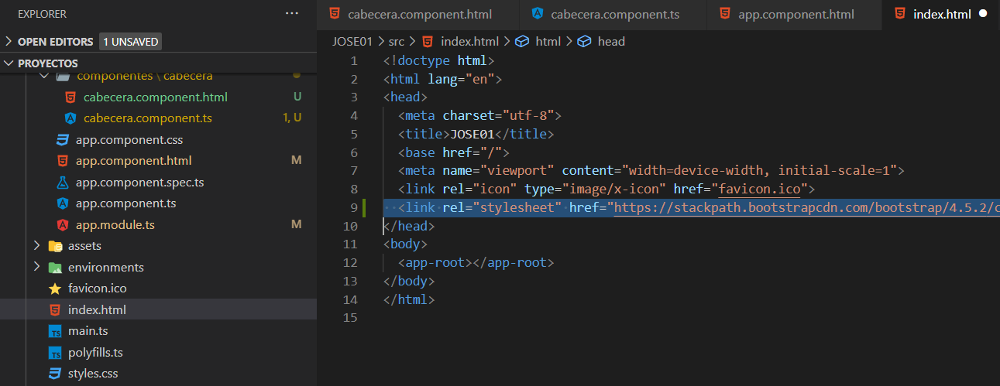 EXPLORER ...
OPEN EDITORS 1 UNSAVED
PROYECTOS
componentes \ cabecera
cabecera.component.html U
cabecera.component.ts 1, U
app.component.css
app.component.html M
app.component.spec.ts
app.component.ts
app.module.ts M
assets
environments
favicon.ico
index.html
main.ts
polyfills.ts
styles.css
cabecera.component.html cabecera.component.ts app.component.html index.html
JOSE01 > src > index.html > html > head
1 <!doctype html>
2 <html lang="en">
3 <head>
4 <meta charset="utf-8">
5 <title>JOSE01</title>
6 <base href="/">
7 <meta name="viewport" content="width=device-width, initial-scale=1">
8 <link rel="icon" type="image/x-icon" href="favicon.ico">
9 <link rel="stylesheet" href="https://stackpath.bootstrapcdn.com/bootstrap/4.5.2/c
10 </head>
11 <body>
12 <app-root></app-root>
13 </body>
14 </html>
15